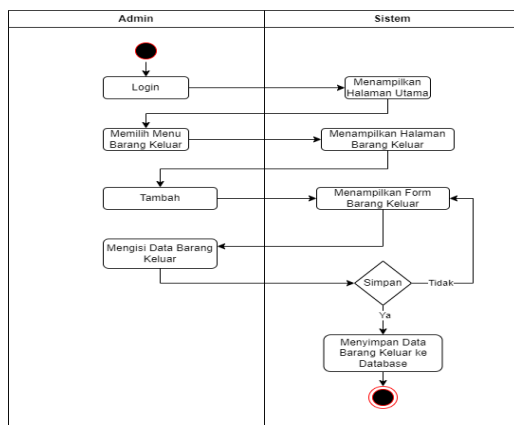 Admin
Sistem
Login
Menampilkan
Halaman Utama
Memilih Menu
Barang Keluar
Menampilkan Halaman
Barang Keluar
Tambah
Menampilkan Form
Barang Keluar
Mengisi Data Barang
Keluar
Simpan
Tidak
Ya
Menyimpan Data
Barang Keluar ke
Database